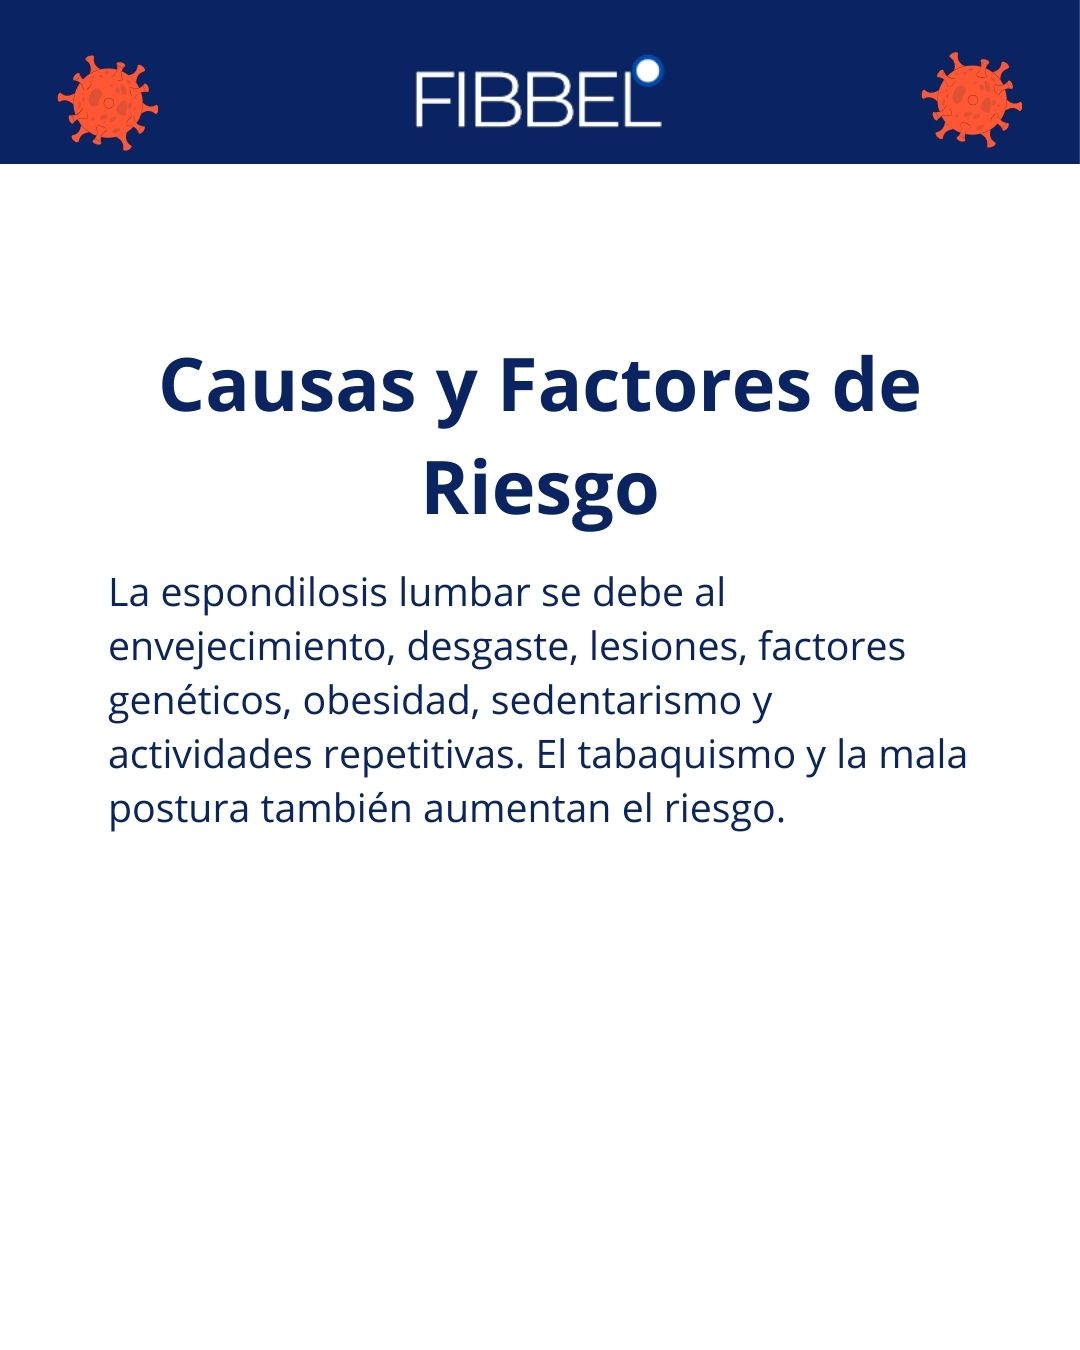 FIBBEL
Causas y Factores de
Riesgo
La espondilosis lumbar se debe al
envejecimiento, desgaste, lesiones, factores
genéticos, obesidad, sedentarismo y
actividades repetitivas. El tabaquismo y la mala
postura también aumentan el riesgo.